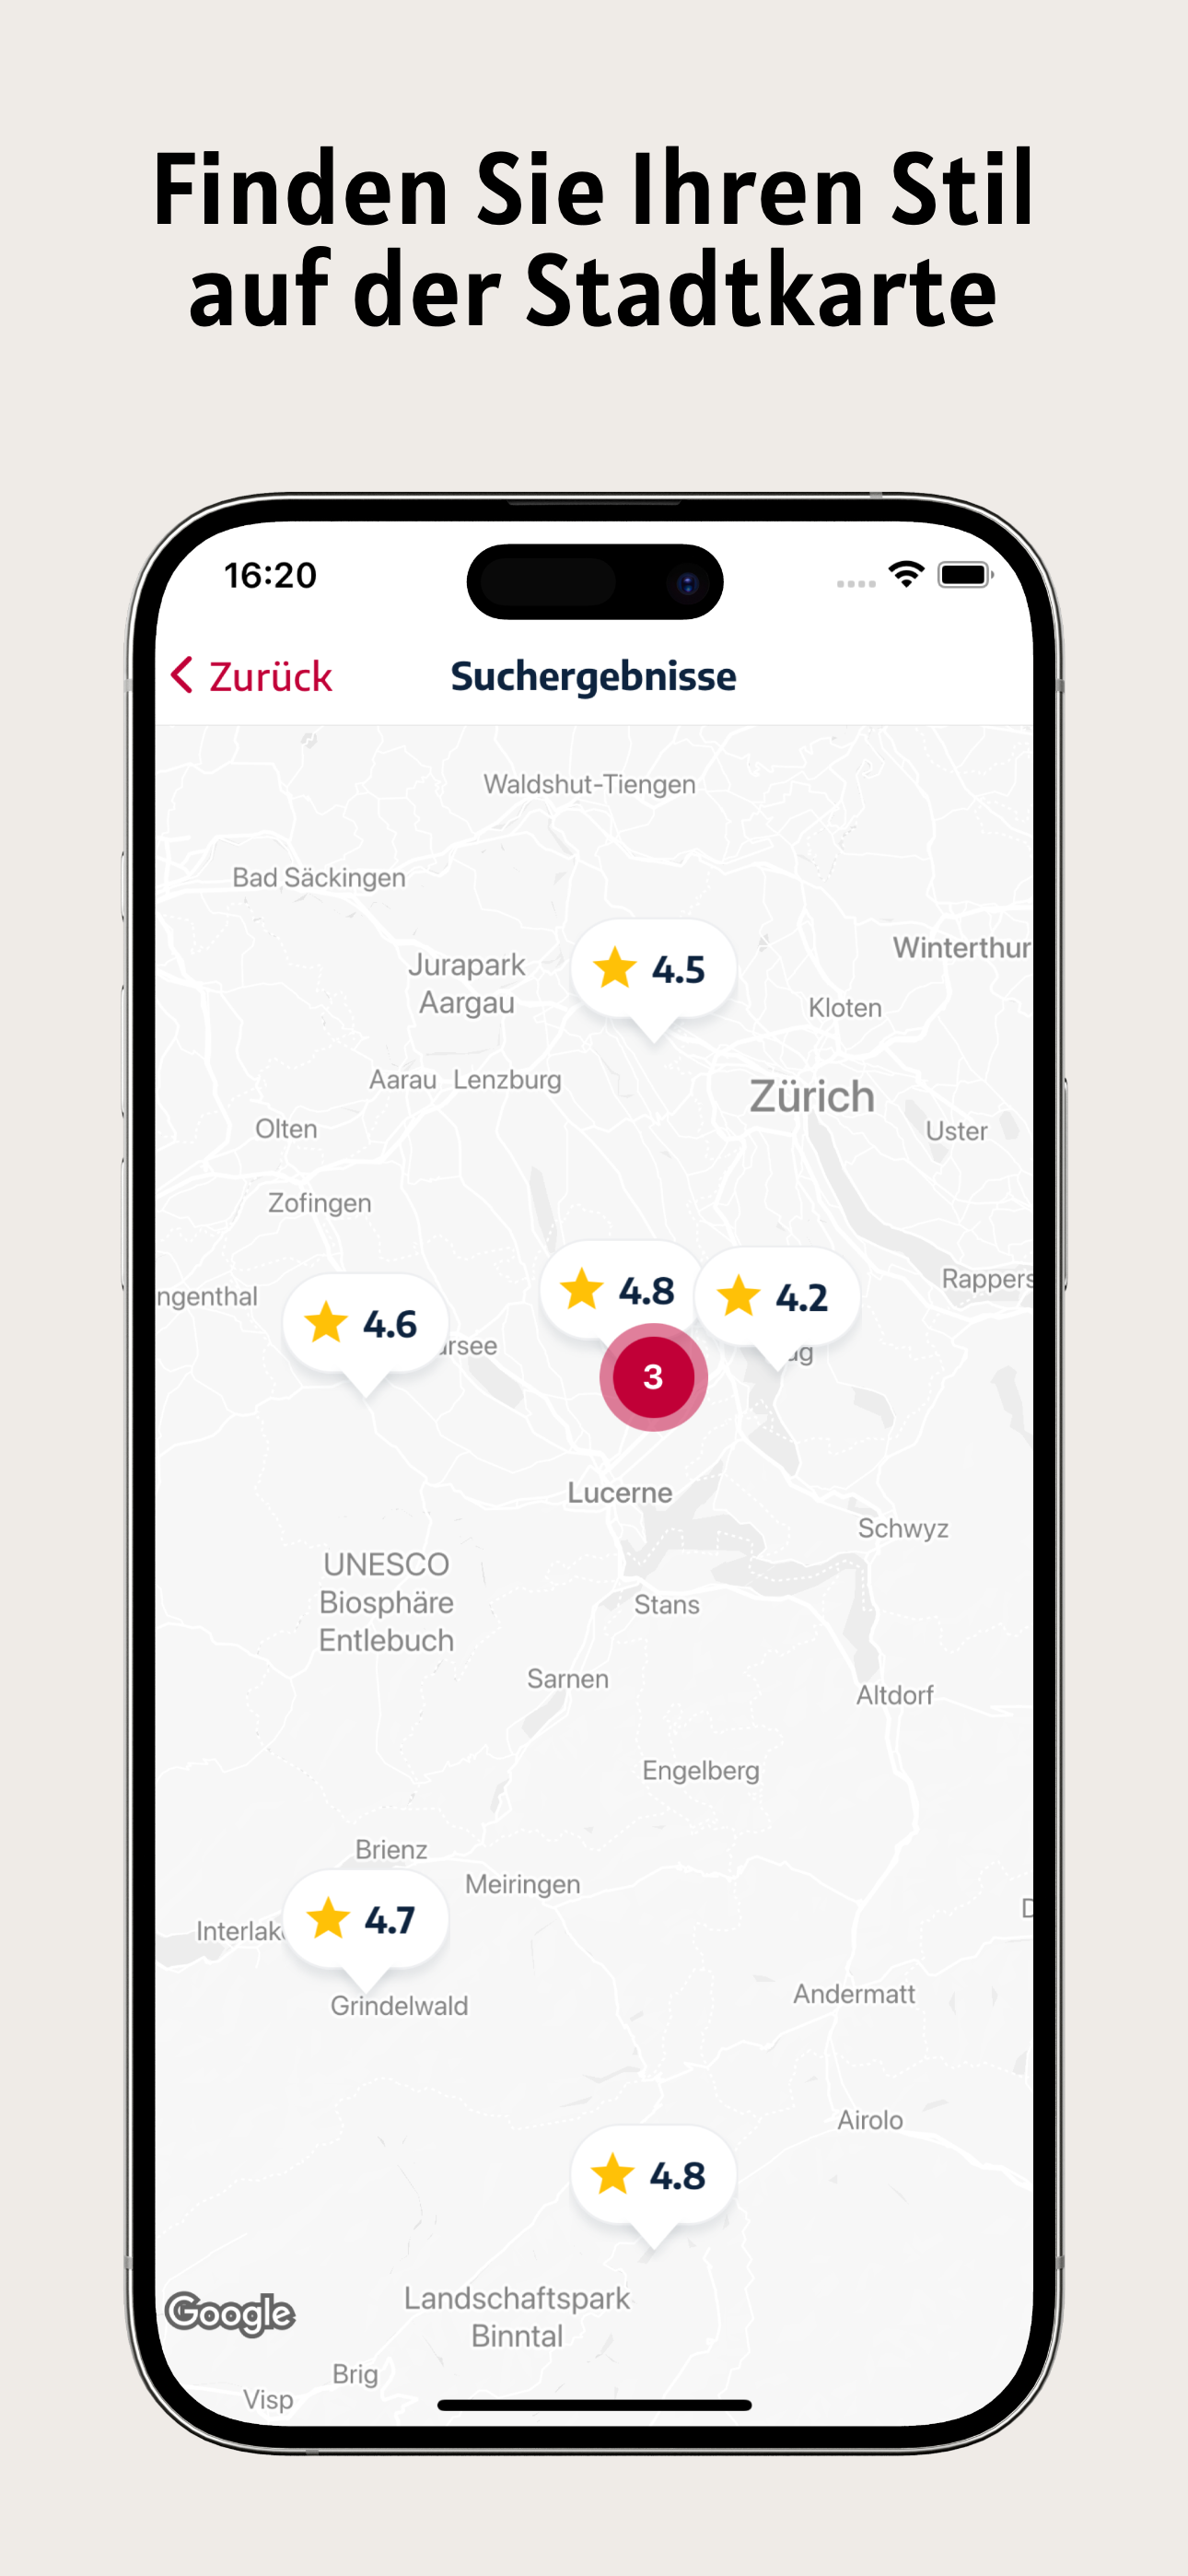 Finden Sie Ihren Stil
auf der Stadtkarte
16:20
Zurück
Suchergebnisse
Waldshut-Tiengen
Bad Säckingen
Winterthur
Jurapark
Aargau
4.5
Kloten
Aarau
Lenzburg
Zürich
Olten
Uster
Zofingen
Rappers
ngenthal
4.6
rsee
4.8
4.2
ug
3
Lucerne
Schwyz
UNESCO
Biosphäre
Entlebuch
Stans
Sarnen
Altdorf
Engelberg
Brienz
Meiringen
D
4.7
Interlak
Grindelwald
Andermatt
Airolo
4.8
Landschaftspark
Binntal
Google
Brig
Visp